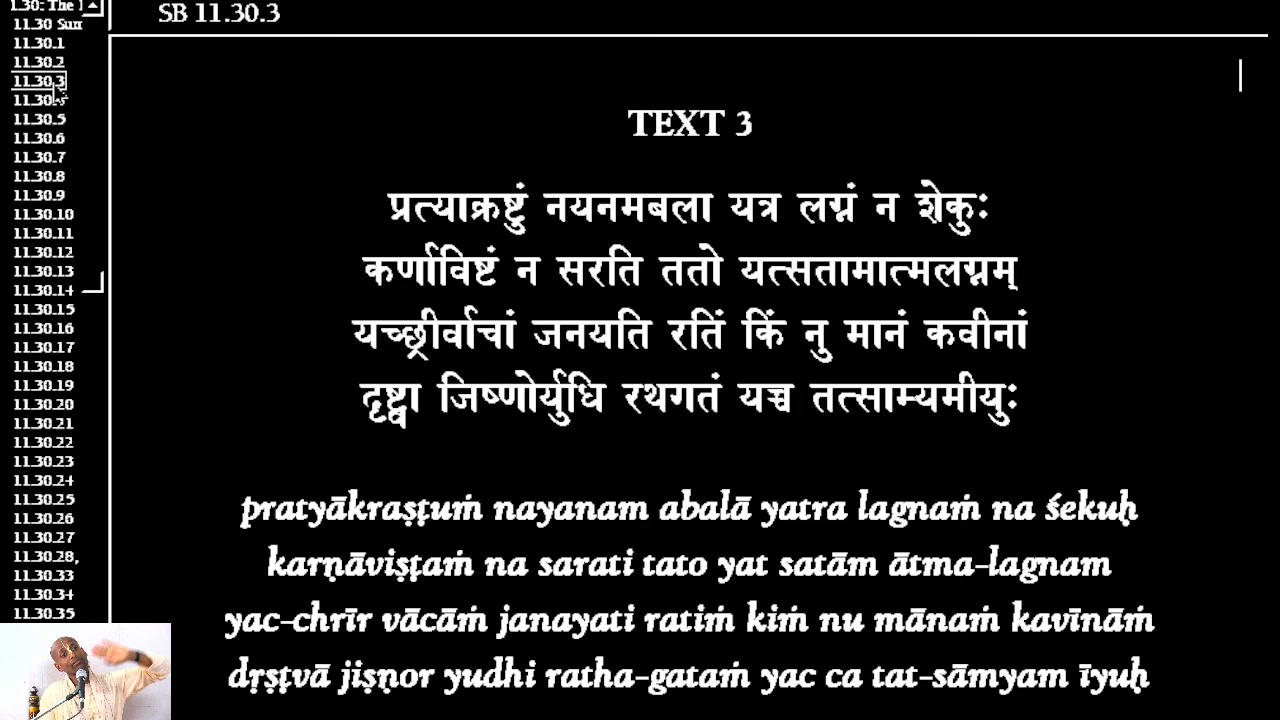 SB 11.30.3
11.30 Sum
11.30.1
11.30.2
11.30.3
11.30.5
11.30.6
11.30.7
11.30.8
11.30.9
11.30.10
11.30.11
11.30.12
11.30.13
11.30.14
11.30.15
11.30.16
11.30.17
11.30.18
11.30.19
11.30.20
11.30.21
11.30.22
11.30.23
11.30.24
11.30.25
11.30.26
11.30.27
11.30.28,
11.30.33
11.30.34
11.30.35
TEXT 3
प्रत्याक्रष्टुं नयनमबला यत्र लग्नं न शेकुः
कर्णाविष्टं न सरति ततो यत्सतामात्मलग्नम्
यच्छ्रीर्वाचां जनयति रतिं किं नु मानं कवीनां
दृष्ट्वा जिष्णोर्युधि रथगतं यच्च तत्साम्यमीयुः
pratyākraṣṭuṁ nayanam abalā yatra lagnaṁ na śekuḥ
karṇāviṣṭaṁ na sarati tato yat satām ātma-lagnam
yac-chrīr vācāṁ janayati ratiṁ kiṁ nu mānaṁ kavīnāṁ
dṛṣṭvā jiṣṇor yudhi ratha-gataṁ yac ca tat-sāmyam īyuḥ